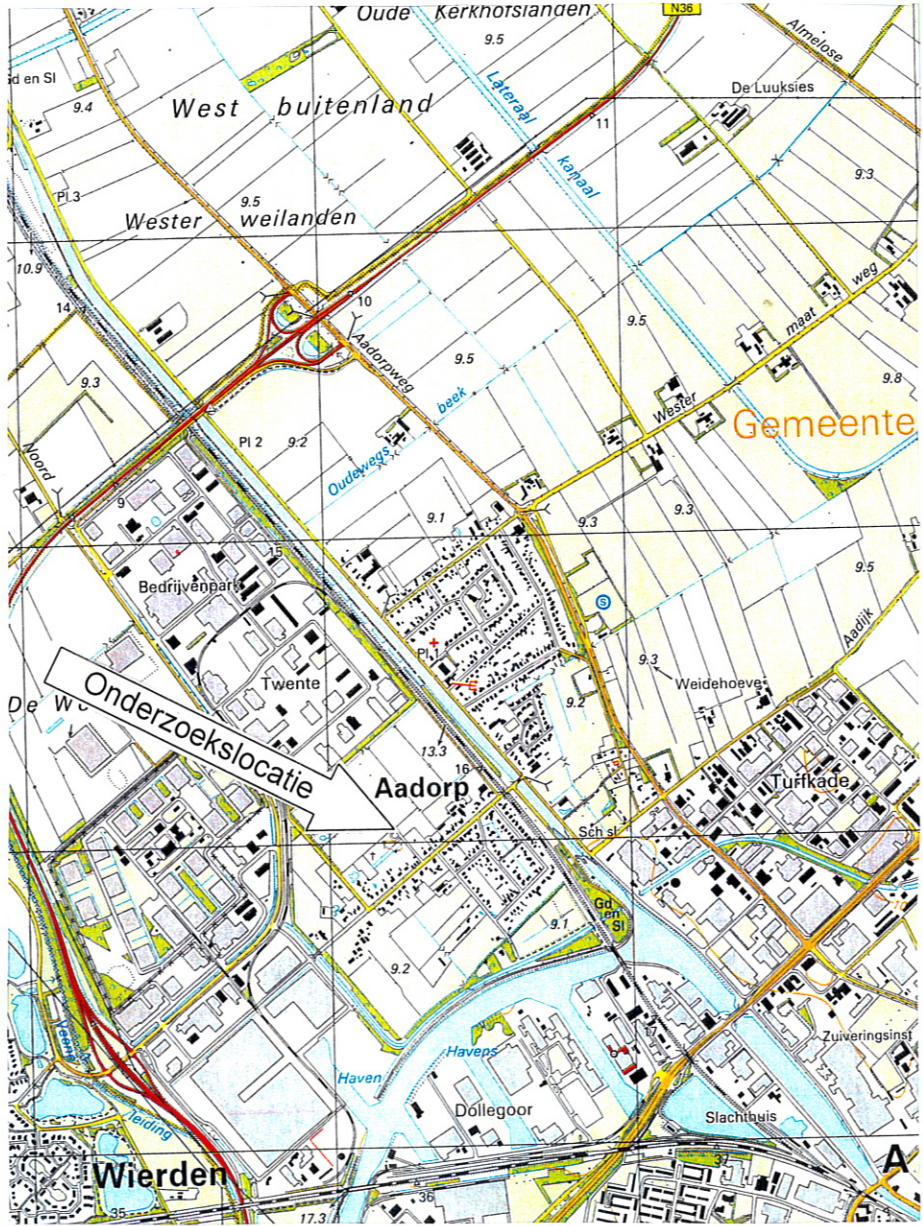 Oude Kerkhofslanden
N36
Almelose
9.5
Gd en Sl
9.4
West buitenland
Lateraal
kanaal
De Luuksies
11
9.3
Pl 3
9.5
Wester weilanden
10.9
14
10
9.5
maat weg
9.3
Aadorpweg
9.5
9.8
beek
Wester
Gemeente
Noord
Pl 2
9.2
Oudewegs
9
9.1
9.3
9.3
15
9.5
Bedrijvenpark
S
Aadijk
Pl 1
9.3
Weidehoeve
Twente
9.2
De W
Onderzoekslocatie
13.3
16
Aadorp
Turfkade
Sch sl
Gd
en
Sl
9.1
9.2
17
Veene
Zuiveringsinst
Haven
Havens
Dollegoor
Slachthuis
leiding
Wierden
A
35
36
37
17.3